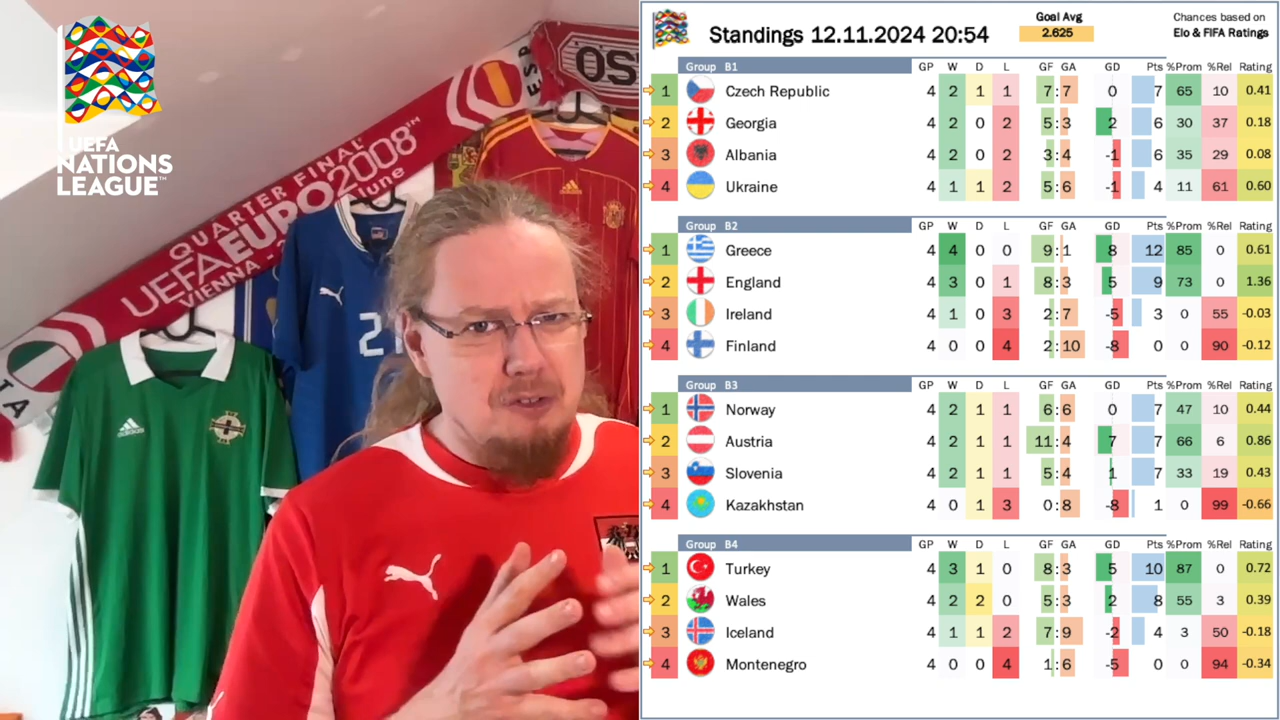 UEFA
NATIONS
LEAGUE™
QUARTER FINAL
UEFA EURO 2008™
VIENNA -
June
ESP
ÖS
TA
adidas
21
Standings 12.11.2024 20:54
Goal Avg
2.625
Chances based on
Elo & FIFA Ratings
Group B1 GP W D L GF GA GD Pts %Prom %Rel Rating
1 Czech Republic 4 2 1 1 7:7 0 7 65 10 0.41
2 Georgia 4 2 0 2 5:3 2 6 30 37 0.18
3 Albania 4 2 0 2 3:4 -1 6 35 29 0.08
4 Ukraine 4 1 1 2 5:6 -1 4 11 61 0.60
Group B2 GP W D L GF GA GD Pts %Prom %Rel Rating
1 Greece 4 4 0 0 9:1 8 12 85 0 0.61
2 England 4 3 0 1 8:3 5 9 73 0 1.36
3 Ireland 4 1 0 3 2:7 -5 3 0 55 -0.03
4 Finland 4 0 0 4 2:10 -8 0 0 90 -0.12
Group B3 GP W D L GF GA GD Pts %Prom %Rel Rating
1 Norway 4 2 1 1 6:6 0 7 47 10 0.44
2 Austria 4 2 1 1 11:4 7 7 66 6 0.86
3 Slovenia 4 2 1 1 5:4 1 7 33 19 0.43
4 Kazakhstan 4 0 1 3 0:8 -8 1 0 99 -0.66
Group B4 GP W D L GF GA GD Pts %Prom %Rel Rating
1 Turkey 4 3 1 0 8:3 5 10 87 0 0.72
2 Wales 4 2 2 0 5:3 2 8 55 3 0.39
3 Iceland 4 1 1 2 7:9 -2 4 3 50 -0.18
4 Montenegro 4 0 0 4 1:6 -5 0 0 94 -0.34